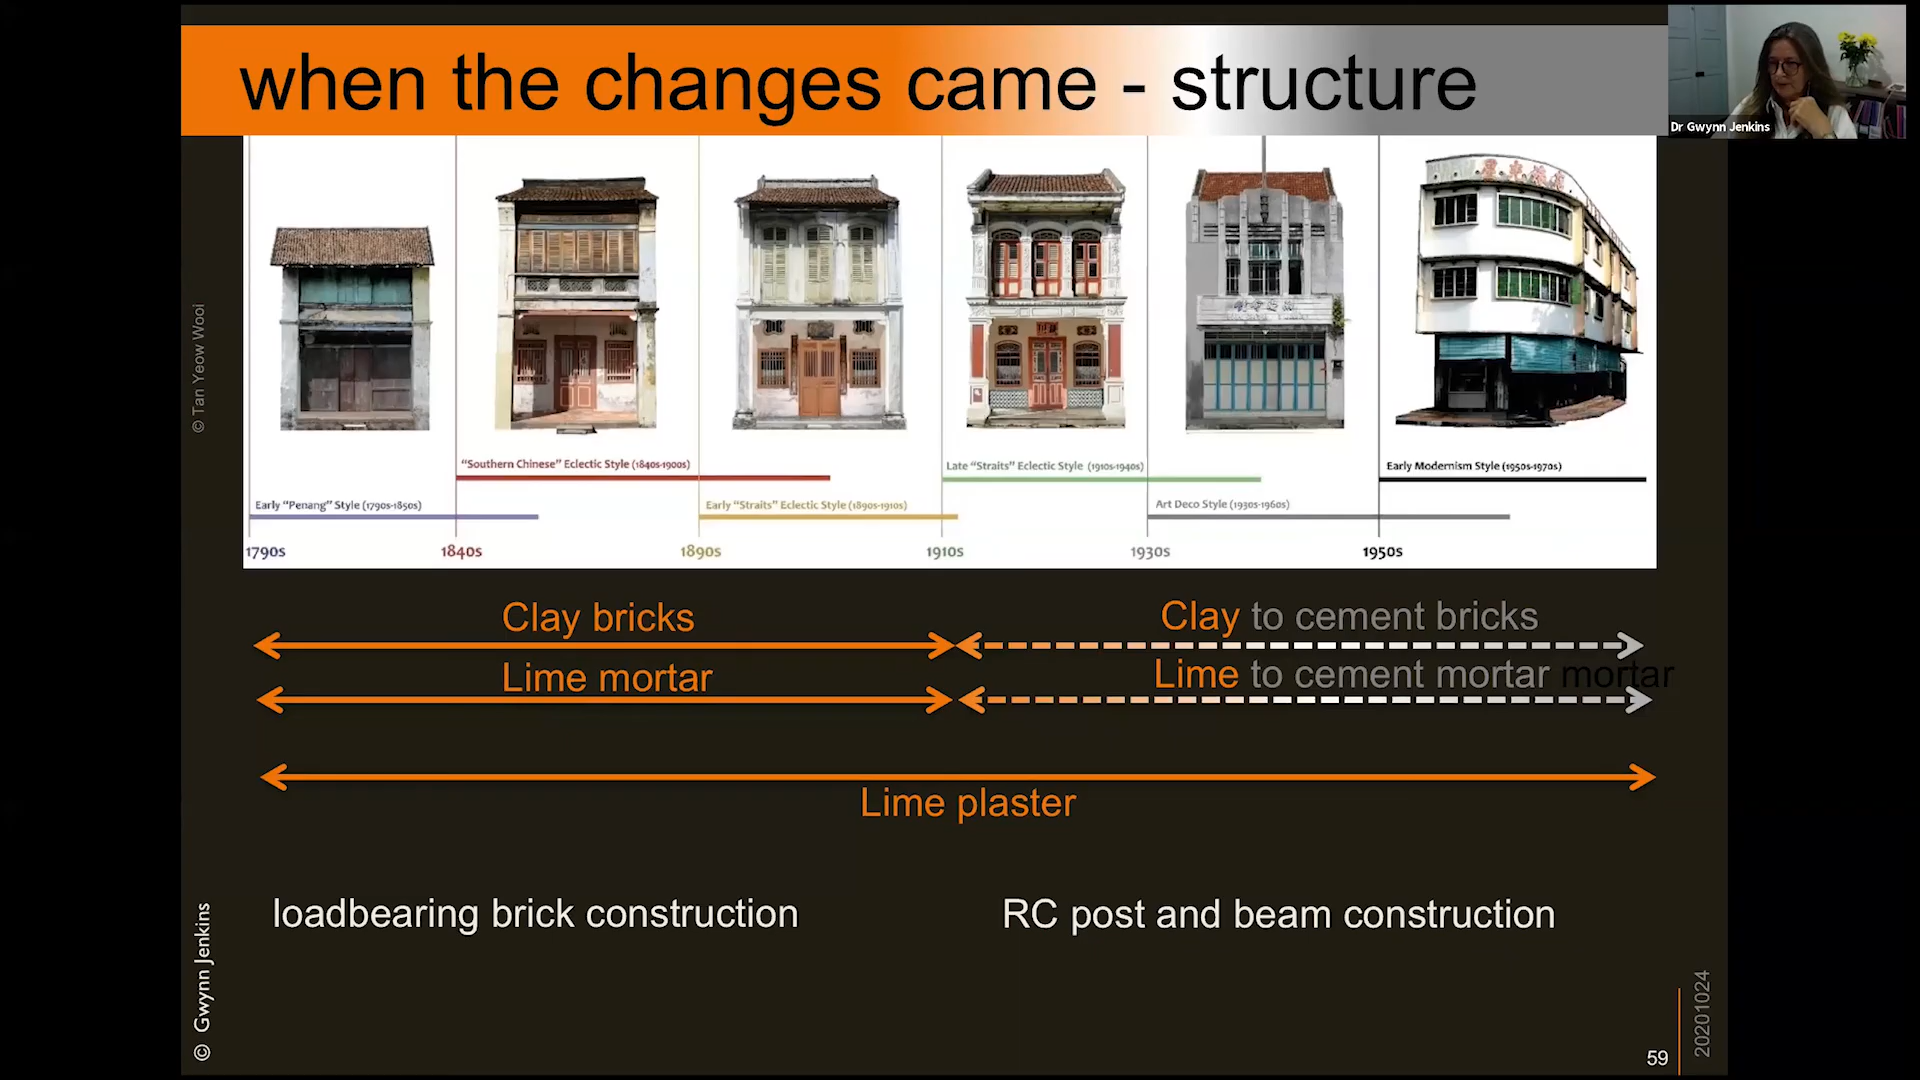 when the changes came - structure
Dr Gwynn Jenkins
© Tan Yeow Wooi
"Southern Chinese" Eclectic Style (1840s-1900s)
Late "Straits" Eclectic Style (1910s-1940s)
Early Modernism Style (1950s-1970s)
Early "Penang" Style (1790s-1850s)
Early "Straits" Eclectic Style (1890s-1910s)
Art Deco Style (1930s-1960s)
1790s 1840s 1890s 1910s 1930s 1950s
Clay bricks
Clay to cement bricks
Lime mortar
Lime to cement mortar mortar
Lime plaster
loadbearing brick construction
RC post and beam construction
© Gwynn Jenkins
20201024
59